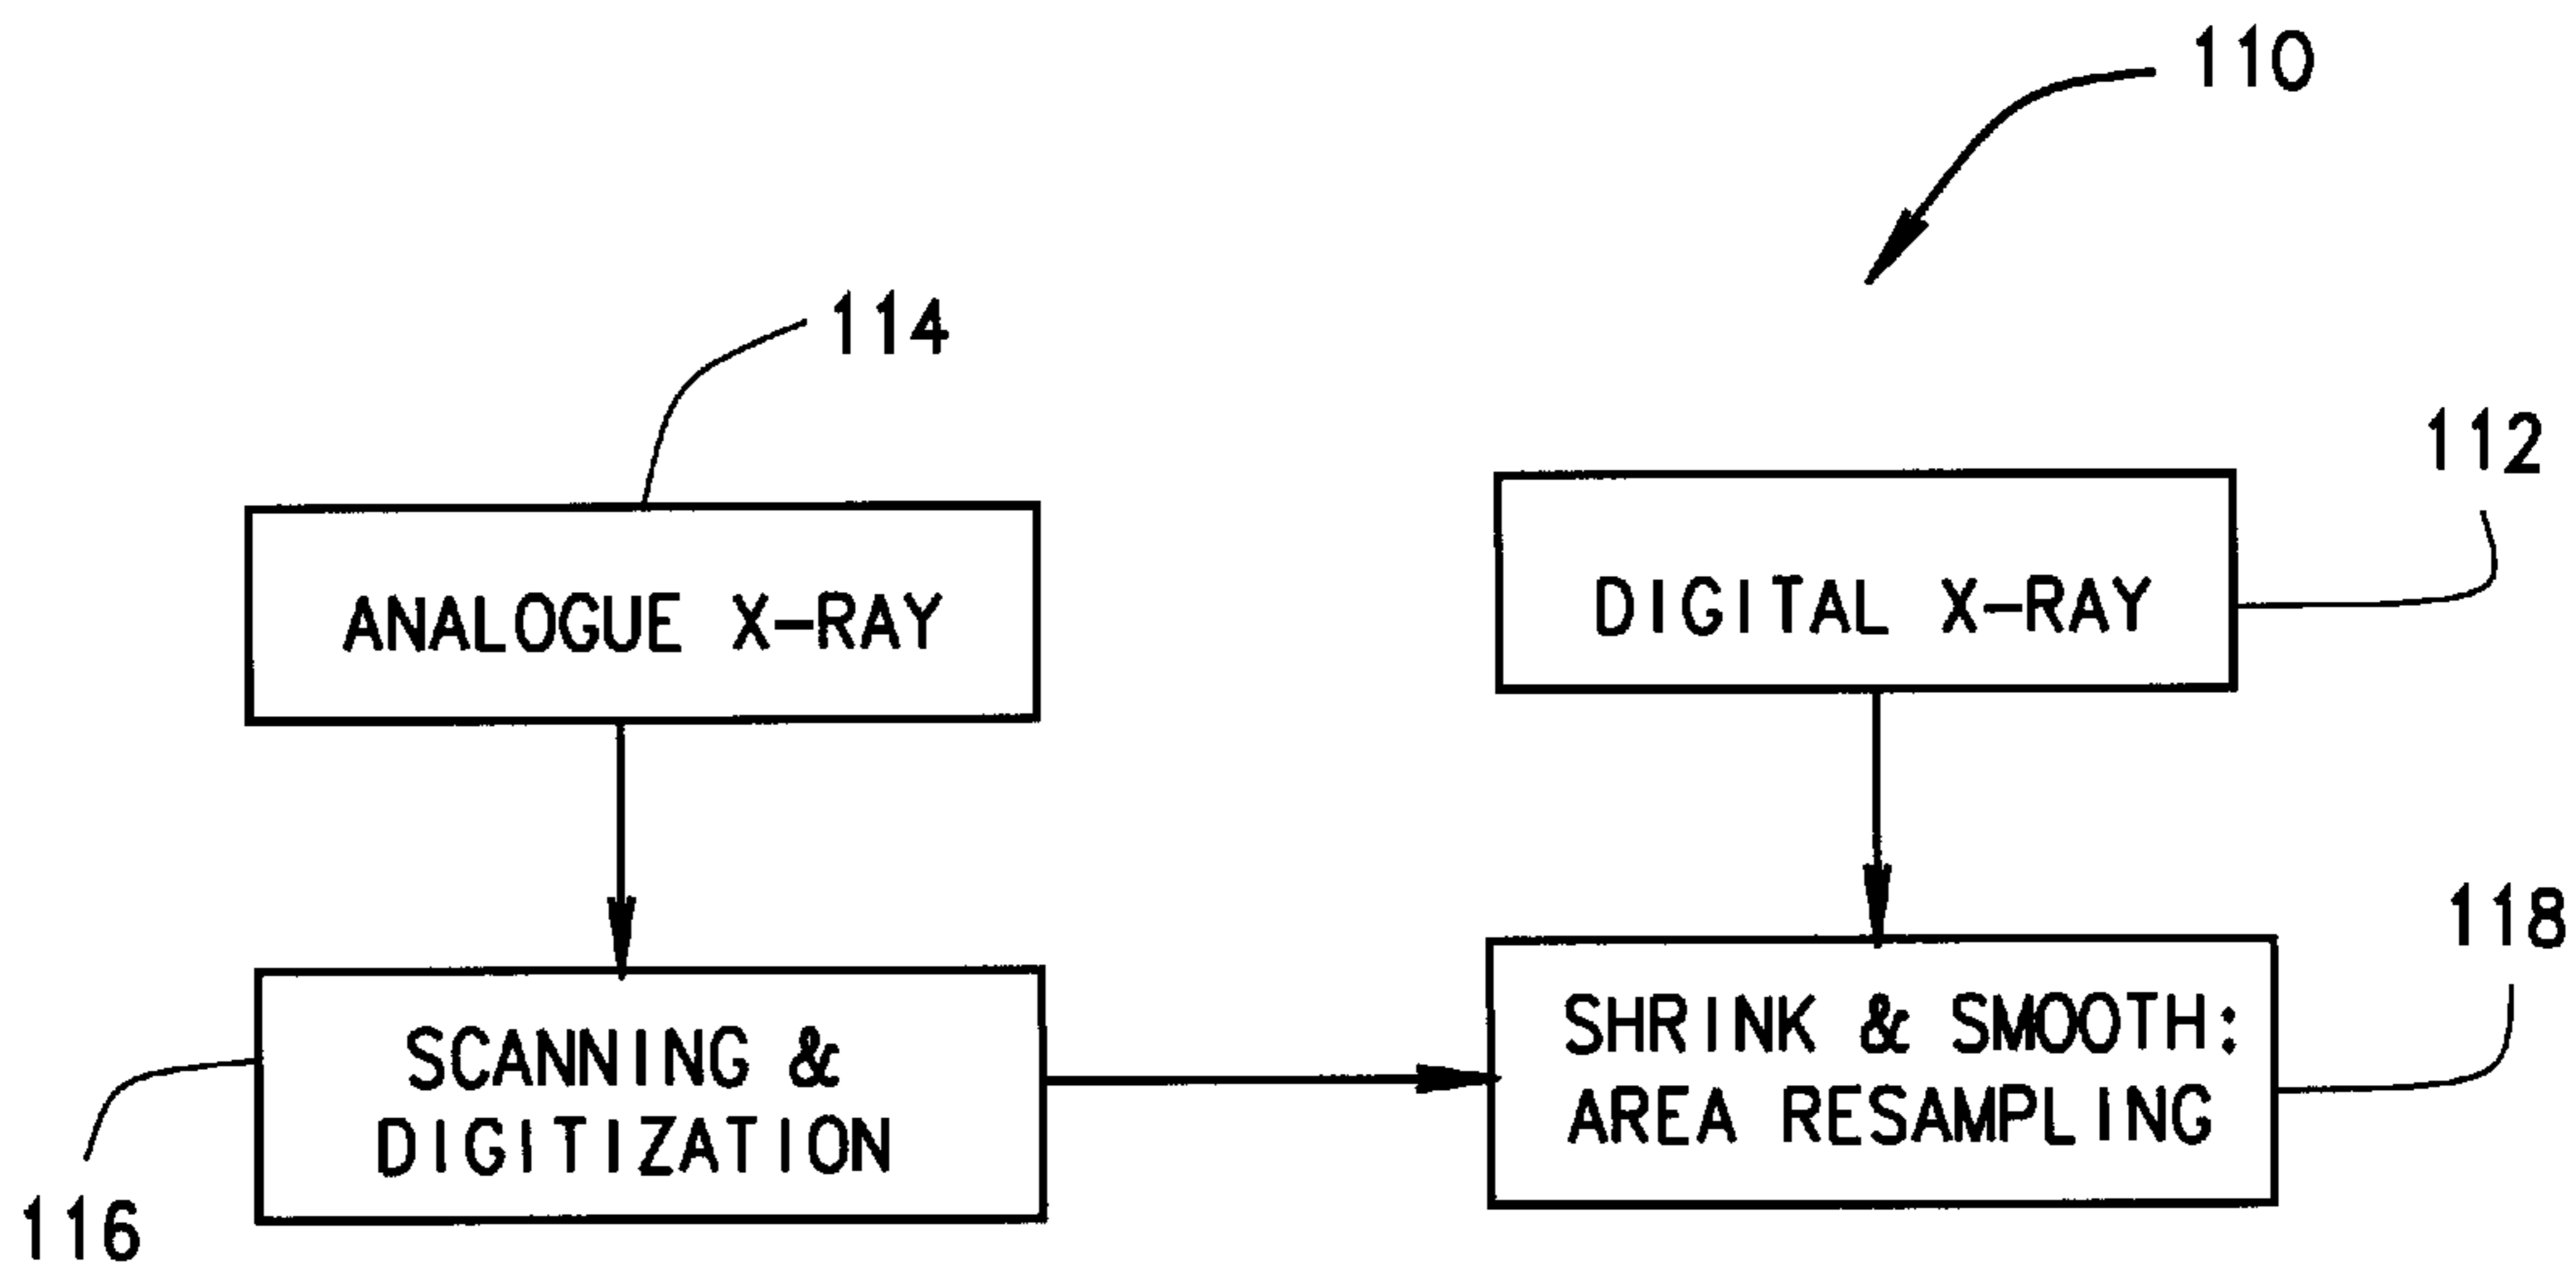 110
114
112
ANALOGUE X-RAY
DIGITAL X-RAY
118
SCANNING &
DIGITIZATION
SHRINK & SMOOTH:
AREA RESAMPLING
116